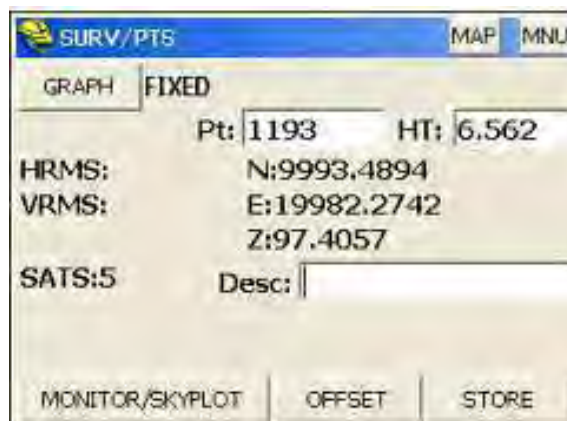 SURV/PTS MAP MNU
GRAPH FIXED
Pt: 1193 HT: 6.562
HRMS: N:9993.4894
VRMS: E:19982.2742
Z:97.4057
SATS:5 Desc:
MONITOR/SKYPLOT OFFSET STORE